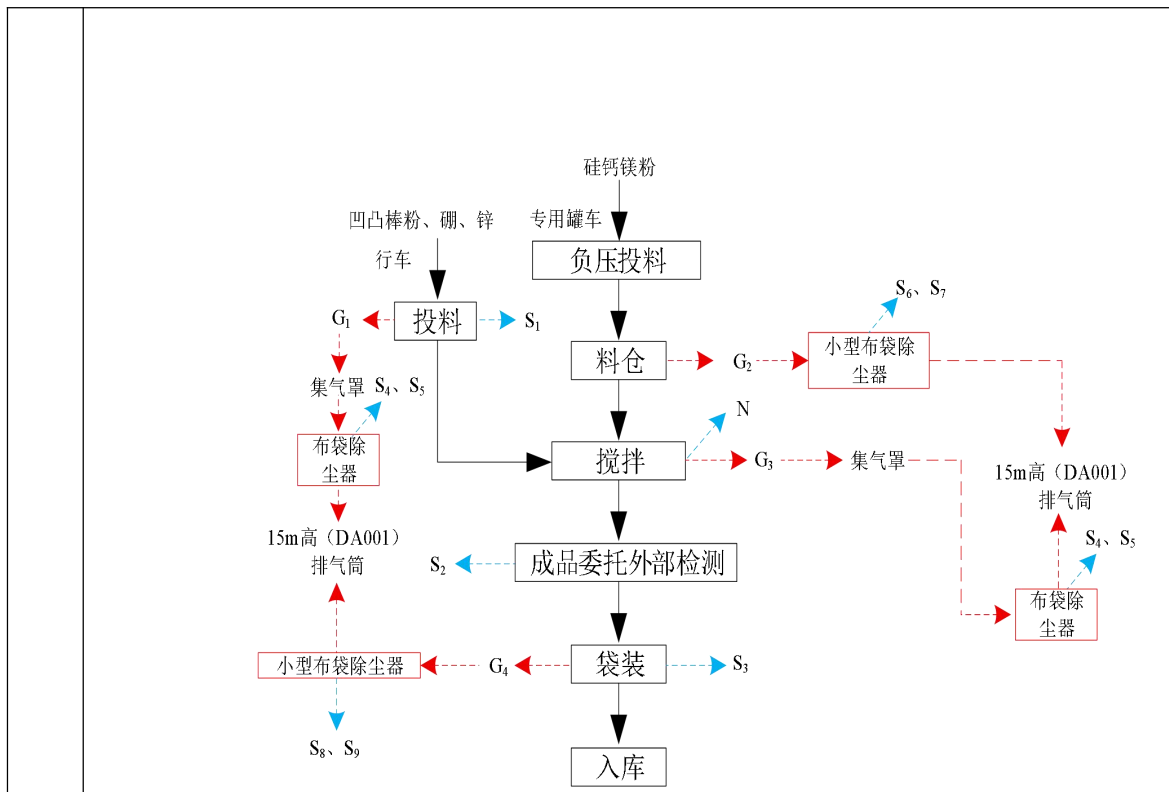 硅钙镁粉
凹凸棒粉、硼、锌
专用罐车
行车
负压投料
S₆、S₇
G₁
投料
S₁
料仓
G₂
小型布袋除
尘器
集气罩
S₄、S₅
N
布袋除
尘器
搅拌
G₃
集气罩
15m高（DA001）
排气筒
15m高（DA001）
排气筒
S₂
成品委托外部检测
S₄、S₅
布袋除
尘器
小型布袋除尘器
G₄
袋装
S₃
S₈、S₉
入库